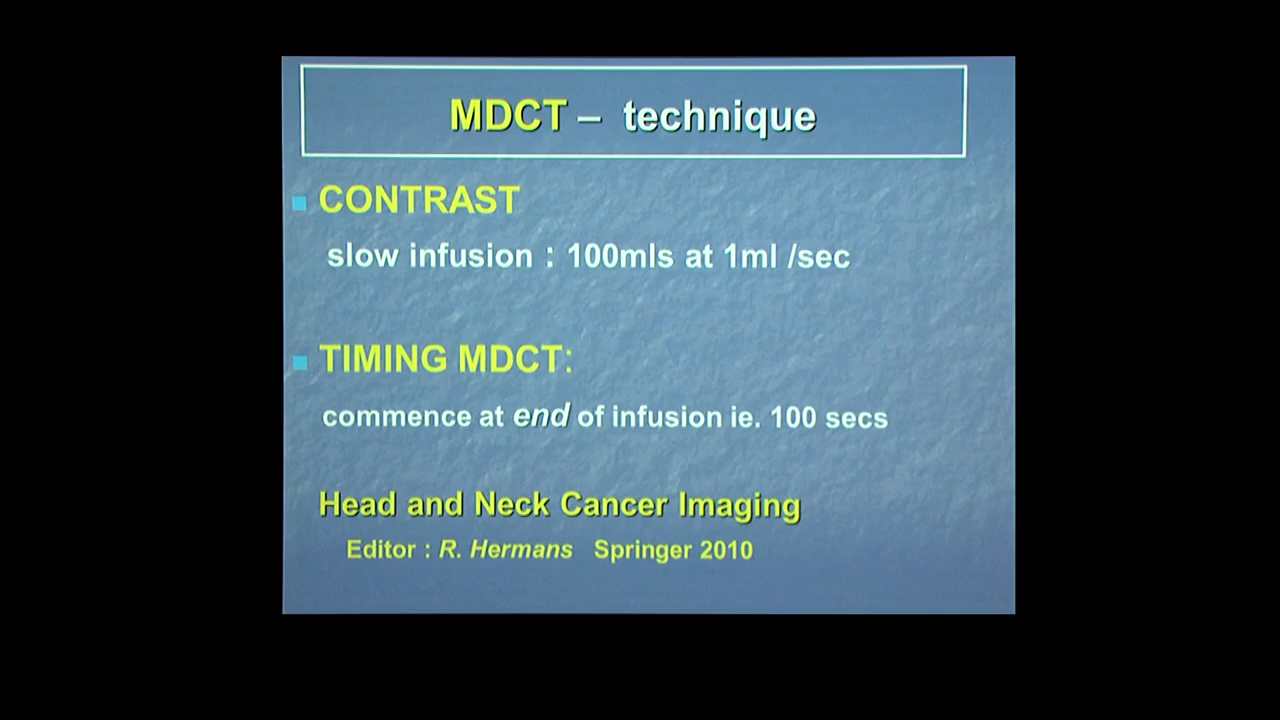 MDCT – technique
CONTRAST
slow infusion : 100mls at 1ml /sec
TIMING MDCT:
commence at end of infusion ie. 100 secs
Head and Neck Cancer Imaging
Editor : R. Hermans Springer 2010